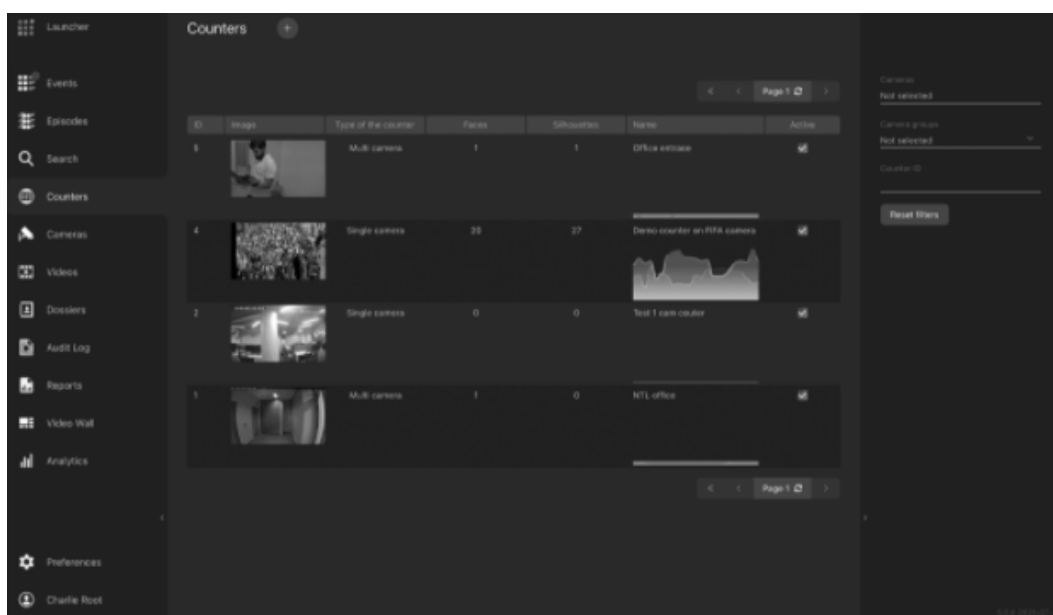 Launcher
Events
Episodes
Search
Counters
Cameras
Videos
Dossiers
Audit Log
Reports
Video Wall
Analytics
Preferences
Charlie Root
Counters +
Page 1
ID Image Type of the counter Faces Silhouettes Name Active
5 Multi camera 1 1 Office entrace
4 Single camera 20 27 Demo counter on FIFA camera
2 Single camera 0 0 Test 1 cam couter
1 Multi camera 1 0 NTL office
Page 1
Cameras
Not selected
Camera groups
Not selected
Counter ID
Reset filters